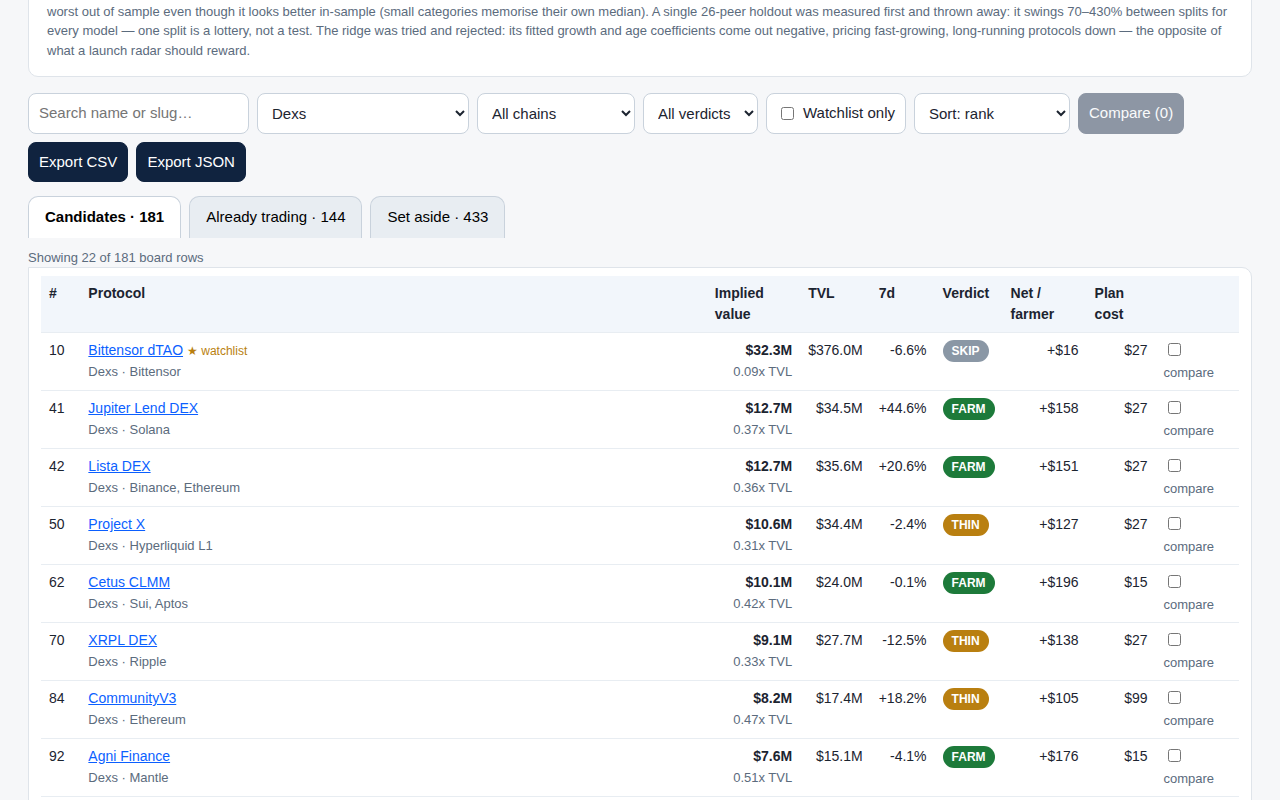 worst out of sample even though it looks better in-sample (small categories memorise their own median). A single 26-peer holdout was measured first and thrown away: it swings 70–430% between splits for
every model — one split is a lottery, not a test. The ridge was tried and rejected: its fitted growth and age coefficients come out negative, pricing fast-growing, long-running protocols down — the opposite of
what a launch radar should reward.
Search name or slug… Dexs All chains All verdicts Watchlist only Sort: rank Compare (0)
Export CSV Export JSON
Candidates · 181 Already trading · 144 Set aside · 433
Showing 22 of 181 board rows
# Protocol Implied value TVL 7d Verdict Net / farmer Plan cost
10 Bittensor dTAO ★ watchlist $32.3M $376.0M -6.6% SKIP +$16 $27
Dexs · Bittensor 0.09x TVL compare
41 Jupiter Lend DEX $12.7M $34.5M +44.6% FARM +$158 $27
Dexs · Solana 0.37x TVL compare
42 Lista DEX $12.7M $35.6M +20.6% FARM +$151 $27
Dexs · Binance, Ethereum 0.36x TVL compare
50 Project X $10.6M $34.4M -2.4% THIN +$127 $27
Dexs · Hyperliquid L1 0.31x TVL compare
62 Cetus CLMM $10.1M $24.0M -0.1% FARM +$196 $15
Dexs · Sui, Aptos 0.42x TVL compare
70 XRPL DEX $9.1M $27.7M -12.5% THIN +$138 $27
Dexs · Ripple 0.33x TVL compare
84 CommunityV3 $8.2M $17.4M +18.2% THIN +$105 $99
Dexs · Ethereum 0.47x TVL compare
92 Agni Finance $7.6M $15.1M -4.1% FARM +$176 $15
Dexs · Mantle 0.51x TVL compare